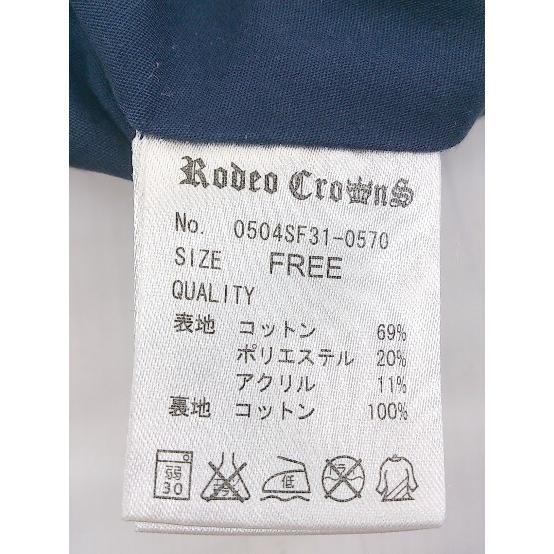 Rodeo Crowns
No. 0504SF31-0570
SIZE FREE
QUALITY
表地 コットン 69%
ポリエステル 20%
アクリル 11%
裏地 コットン 100%
弱 30 低